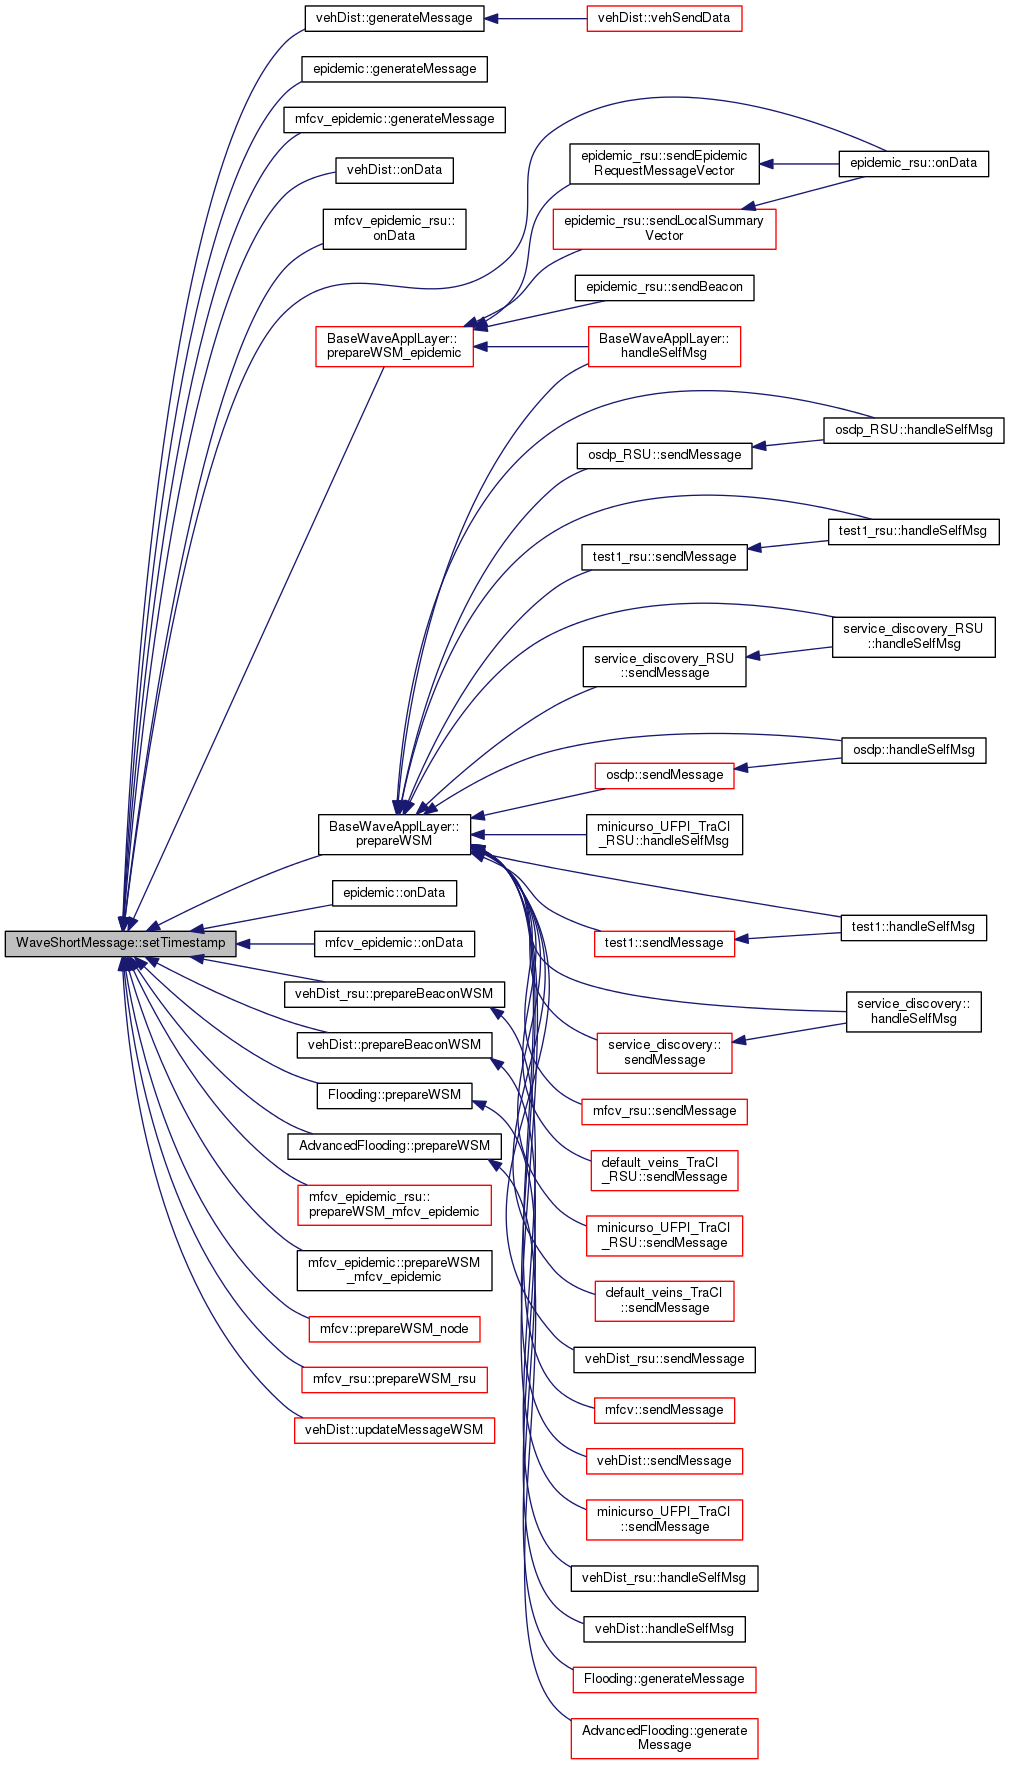 vehDist::generateMessage
vehDist::vehSendData
epidemic::generateMessage
mfcv_epidemic::generateMessage
vehDist::onData
epidemic_rsu::sendEpidemic
RequestMessageVector
epidemic_rsu::onData
mfcv_epidemic_rsu::
onData
epidemic_rsu::sendLocalSummary
Vector
epidemic_rsu::sendBeacon
BaseWaveApplLayer::
prepareWSM_epidemic
BaseWaveApplLayer::
handleSelfMsg
osdp_RSU::handleSelfMsg
osdp_RSU::sendMessage
test1_rsu::handleSelfMsg
test1_rsu::sendMessage
service_discovery_RSU
::handleSelfMsg
service_discovery_RSU
::sendMessage
osdp::handleSelfMsg
osdp::sendMessage
BaseWaveApplLayer::
prepareWSM
minicurso_UFPI_TraCI
_RSU::handleSelfMsg
epidemic::onData
test1::handleSelfMsg
WaveShortMessage::setTimestamp
mfcv_epidemic::onData
test1::sendMessage
vehDist_rsu::prepareBeaconWSM
service_discovery::
handleSelfMsg
vehDist::prepareBeaconWSM
service_discovery::
sendMessage
Flooding::prepareWSM
mfcv_rsu::sendMessage
AdvancedFlooding::prepareWSM
default_veins_TraCI
_RSU::sendMessage
mfcv_epidemic_rsu::
prepareWSM_mfcv_epidemic
minicurso_UFPI_TraCI
_RSU::sendMessage
mfcv_epidemic::prepareWSM
_mfcv_epidemic
default_veins_TraCI
::sendMessage
mfcv::prepareWSM_node
vehDist_rsu::sendMessage
mfcv_rsu::prepareWSM_rsu
mfcv::sendMessage
vehDist::updateMessageWSM
vehDist::sendMessage
minicurso_UFPI_TraCI
::sendMessage
vehDist_rsu::handleSelfMsg
vehDist::handleSelfMsg
Flooding::generateMessage
AdvancedFlooding::generate
Message